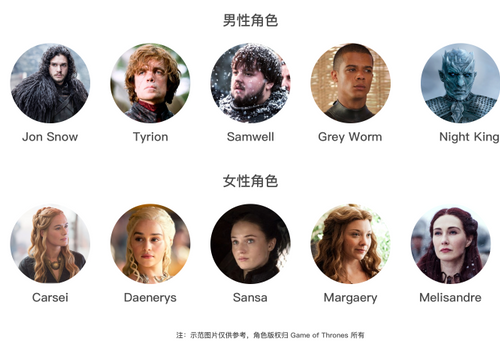 男性角色
Jon Snow Tyrion Samwell Grey Worm Night King
女性角色
Carsei Daenerys Sansa Margaery Melisandre
注：示范图片仅供参考，角色版权归 Game of Thrones 所有